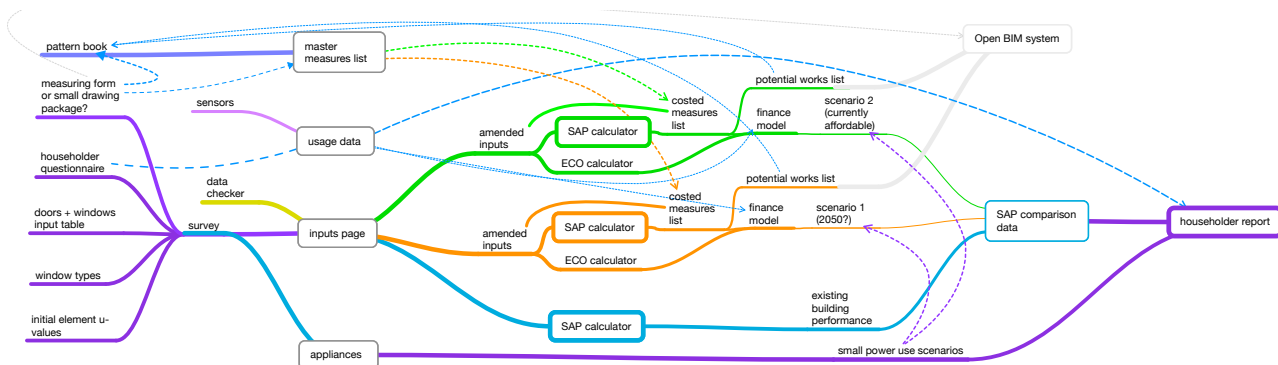 pattern book
master
measures list
Open BIM system
measuring form
or small drawing
package?
sensors
potential works list
costed
measures
list
scenario 2
(currently
affordable)
finance
model
amended
inputs
SAP calculator
usage data
ECO calculator
householder
questionnaire
data
checker
potential works list
costed
measures
list
finance
model
scenario 1
(2050?)
doors + windows
input table
survey
inputs page
amended
inputs
SAP calculator
ECO calculator
SAP comparison
data
householder report
window types
initial element u-
values
SAP calculator
existing
building
performance
appliances
small power use scenarios